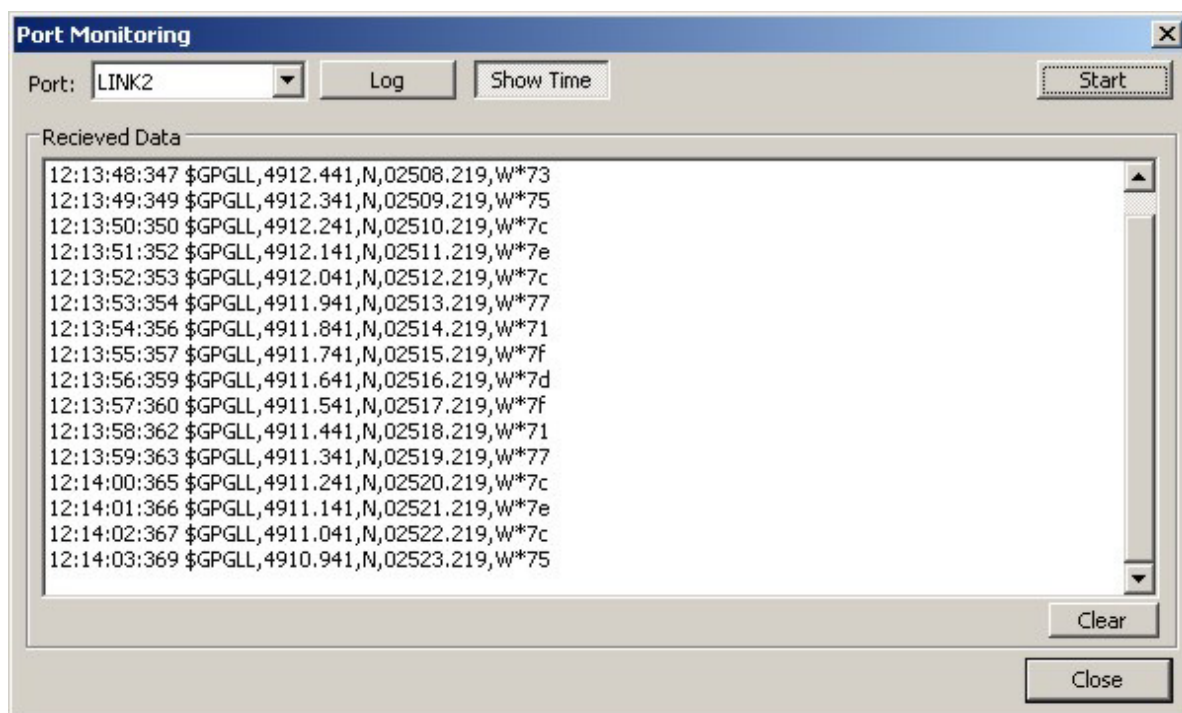 Port Monitoring
Port: LINK2 Log Show Time Start
Recieved Data
12:13:48:347 $GPGLL,4912.441,N,02508.219,W*73
12:13:49:349 $GPGLL,4912.341,N,02509.219,W*75
12:13:50:350 $GPGLL,4912.241,N,02510.219,W*7c
12:13:51:352 $GPGLL,4912.141,N,02511.219,W*7e
12:13:52:353 $GPGLL,4912.041,N,02512.219,W*7c
12:13:53:354 $GPGLL,4911.941,N,02513.219,W*77
12:13:54:356 $GPGLL,4911.841,N,02514.219,W*71
12:13:55:357 $GPGLL,4911.741,N,02515.219,W*7f
12:13:56:359 $GPGLL,4911.641,N,02516.219,W*7d
12:13:57:360 $GPGLL,4911.541,N,02517.219,W*7f
12:13:58:362 $GPGLL,4911.441,N,02518.219,W*71
12:13:59:363 $GPGLL,4911.341,N,02519.219,W*77
12:14:00:365 $GPGLL,4911.241,N,02520.219,W*7c
12:14:01:366 $GPGLL,4911.141,N,02521.219,W*7e
12:14:02:367 $GPGLL,4911.041,N,02522.219,W*7c
12:14:03:369 $GPGLL,4910.941,N,02523.219,W*75
Clear
Close